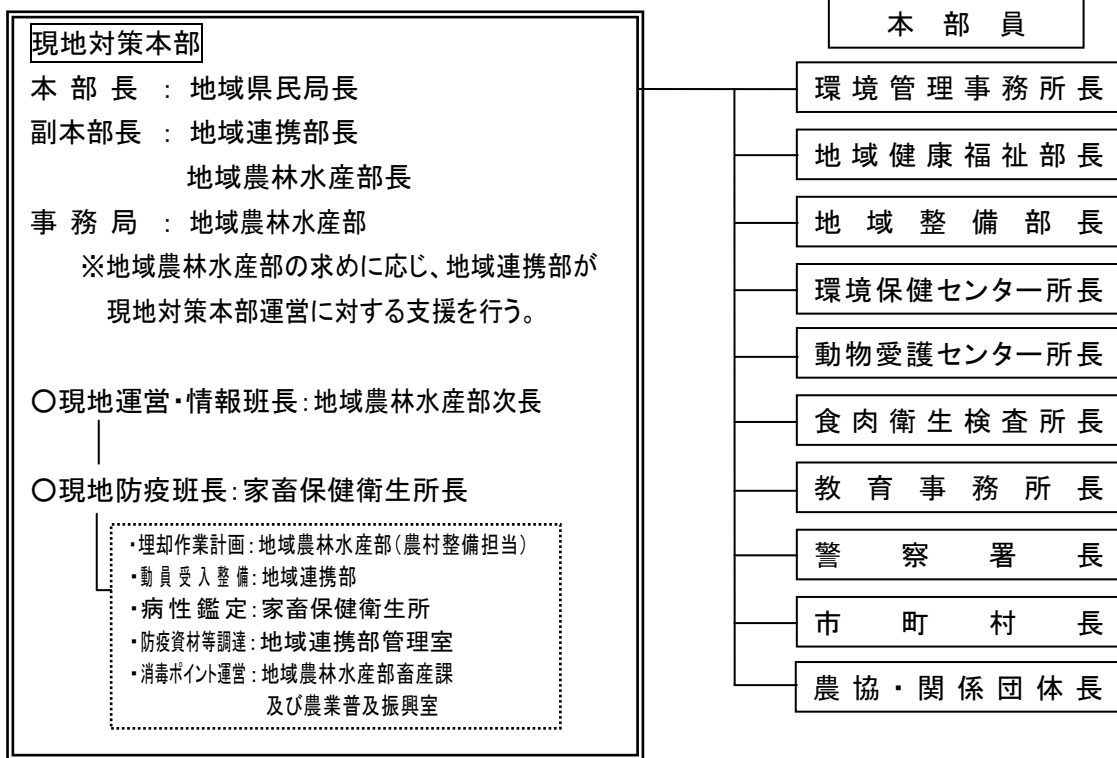 現地対策本部
本部長 : 地域県民局長
副本部長 : 地域連携部長
地域農林水産部長
事務局 : 地域農林水産部
※地域農林水産部の求めに応じ、地域連携部が
現地対策本部運営に対する支援を行う。
○現地運営・情報班長:地域農林水産部次長
○現地防疫班長:家畜保健衛生所長
・埋却作業計画:地域農林水産部(農村整備担当)
・動員受入整備:地域連携部
・病性鑑定:家畜保健衛生所
・防疫資材等調達:地域連携部管理室
・消毒ポイント運営:地域農林水産部畜産課
及び農業普及振興室
本部員
環境管理事務所長
地域健康福祉部長
地域整備部長
環境保健センター所長
動物愛護センター所長
食肉衛生検査所長
教育事務所長
警察署長
市町村長
農協・関係団体長